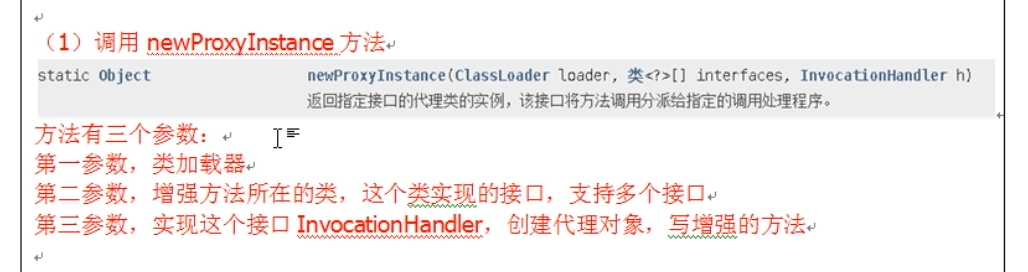 （1）调用 newProxyInstance 方法
static Object newProxyInstance(ClassLoader loader, 类<?>[] interfaces, InvocationHandler h)
返回指定接口的代理类的实例，该接口将方法调用分派给指定的调用处理程序。
方法有三个参数：
第一参数，类加载器
第二参数，增强方法所在的类，这个类实现的接口，支持多个接口
第三参数，实现这个接口 InvocationHandler，创建代理对象，写增强的方法